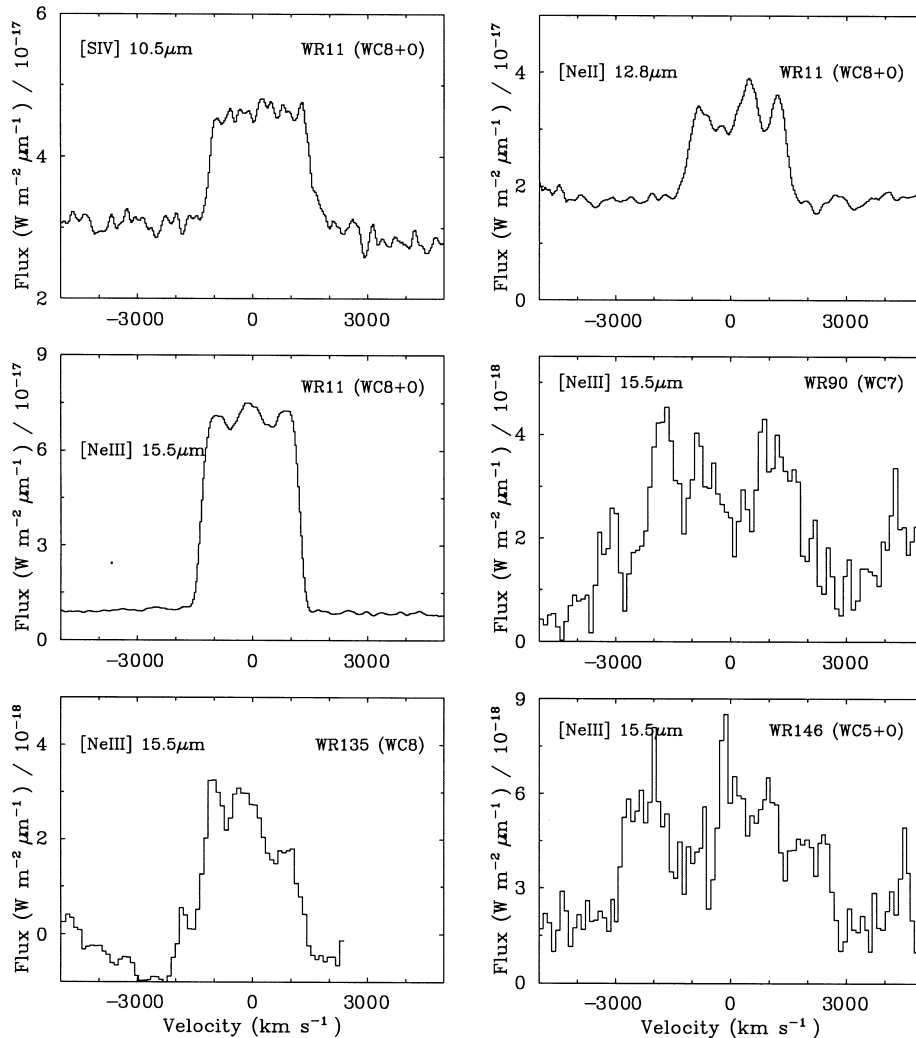 [SIV] 10.5μm
WR11 (WC8+O)
Flux (W m⁻² μm⁻¹) / 10⁻¹⁷
6
4
2
−3000 0 3000
[NeII] 12.8μm
WR11 (WC8+O)
Flux (W m⁻² μm⁻¹) / 10⁻¹⁷
4
2
0
−3000 0 3000
WR11 (WC8+O)
[NeIII] 15.5μm
Flux (W m⁻² μm⁻¹) / 10⁻¹⁷
9
6
3
0
−3000 0 3000
[NeIII] 15.5μm
WR90 (WC7)
Flux (W m⁻² μm⁻¹) / 10⁻¹⁸
4
2
0
−3000 0 3000
[NeIII] 15.5μm
WR135 (WC8)
Flux (W m⁻² μm⁻¹) / 10⁻¹⁸
4
2
0
−3000 0 3000
Velocity (km s⁻¹)
[NeIII] 15.5μm
WR146 (WC5+O)
Flux (W m⁻² μm⁻¹) / 10⁻¹⁸
9
6
3
0
−3000 0 3000
Velocity (km s⁻¹)